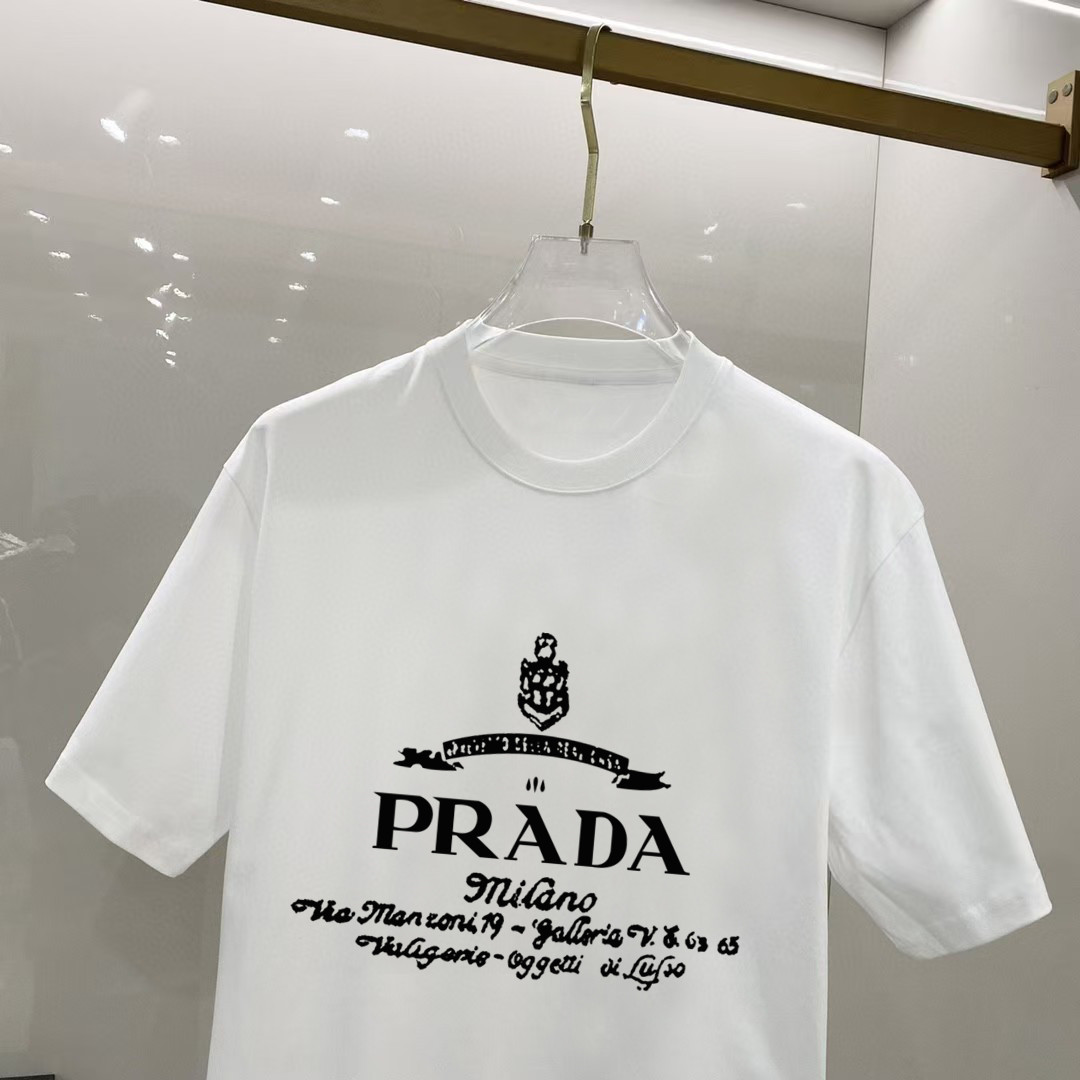 PRADA
Milano
Via Manzoni, 19 - Galleria V. E. 63 65
Valigerie - Oggetti di Lusso